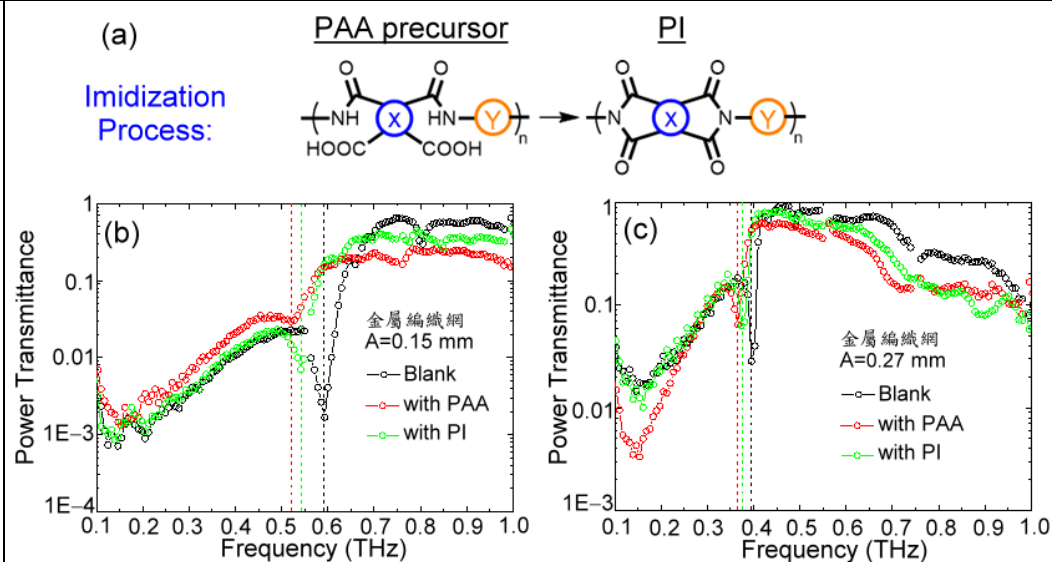 (a)
PAA precursor
PI
Imidization
Process:
O
O
NH
X
HN
Y
n
HOOC
COOH
O
O
N
X
N
Y
n
O
O
(b)
Power Transmittance
1
0.1
0.01
1E−3
1E−4
金屬編織網
A=0.15 mm
Blank
with PAA
with PI
0.1 0.2 0.3 0.4 0.5 0.6 0.7 0.8 0.9 1.0
Frequency (THz)
(c)
Power Transmittance
1
0.1
0.01
1E−3
金屬編織網
A=0.27 mm
Blank
with PAA
with PI
0.1 0.2 0.3 0.4 0.5 0.6 0.7 0.8 0.9 1.0
Frequency (THz)